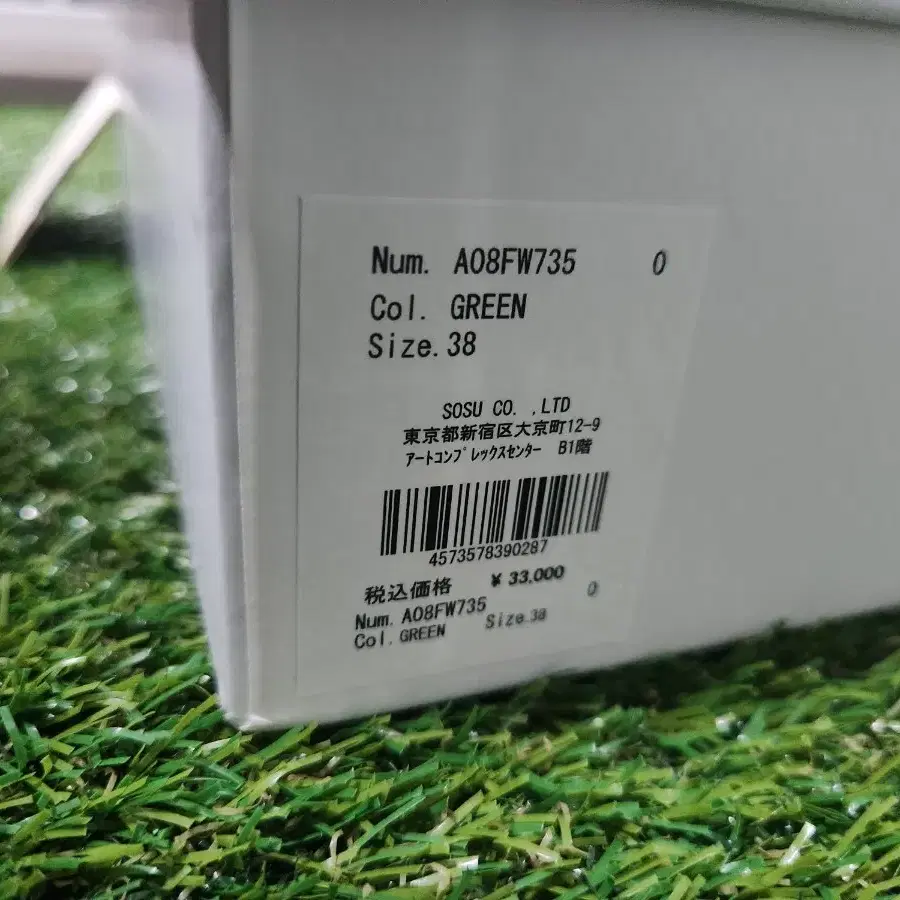 Num. A08FW735 0
Col. GREEN
Size.38
SOSU CO. ,LTD
東京都新宿区大京町12-9
アートコンプレックスセンター B1階
4573578390287
税込価格 ¥ 33,000
Num. A08FW735 0
Col. GREEN Size.38